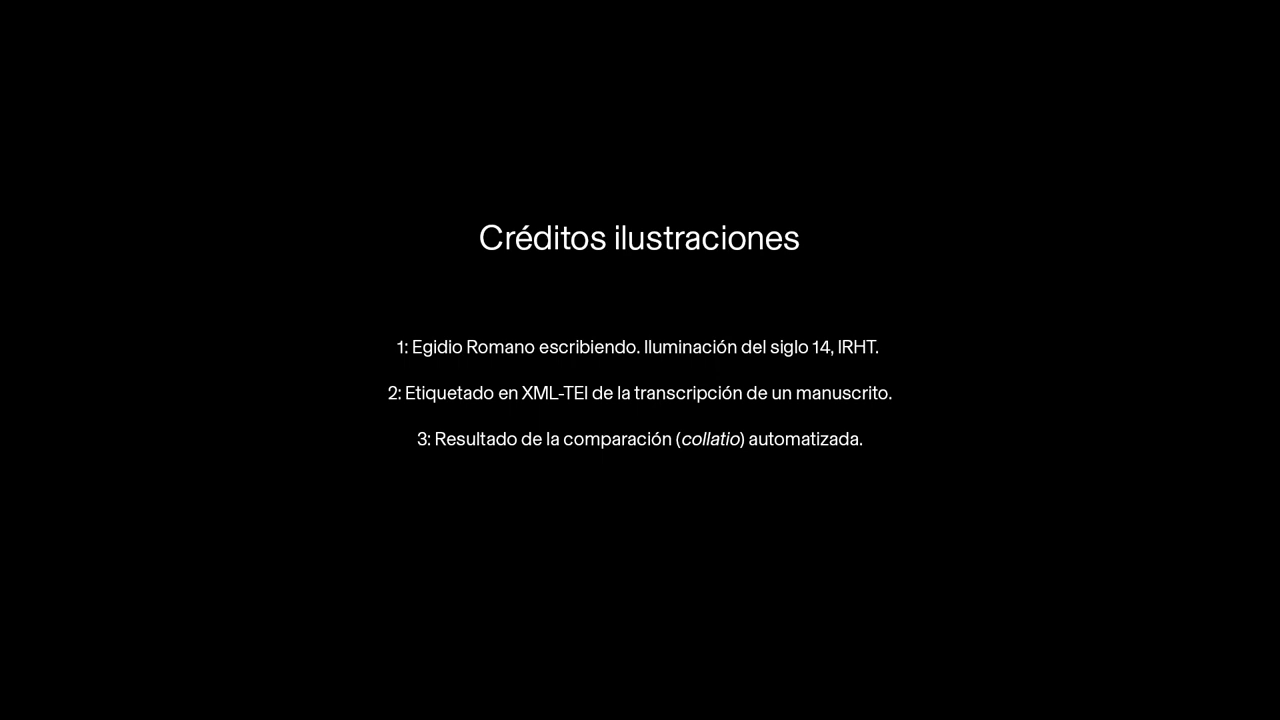 Créditos ilustraciones
1: Egidio Romano escribiendo. Iluminación del siglo 14, IRHT.
2: Etiquetado en XML-TEI de la transcripción de un manuscrito.
3: Resultado de la comparación (collatio) automatizada.